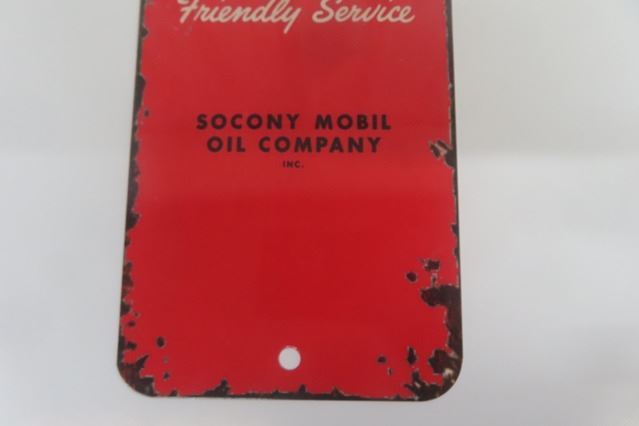 Friendly Service
SOCONY MOBIL
OIL COMPANY
INC.